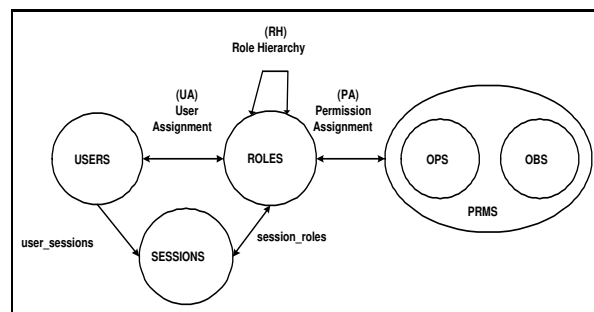 (RH)
Role Hierarchy
(UA)
User
Assignment
(PA)
Permission
Assignment
USERS
ROLES
OPS
OBS
PRMS
user_sessions
session_roles
SESSIONS